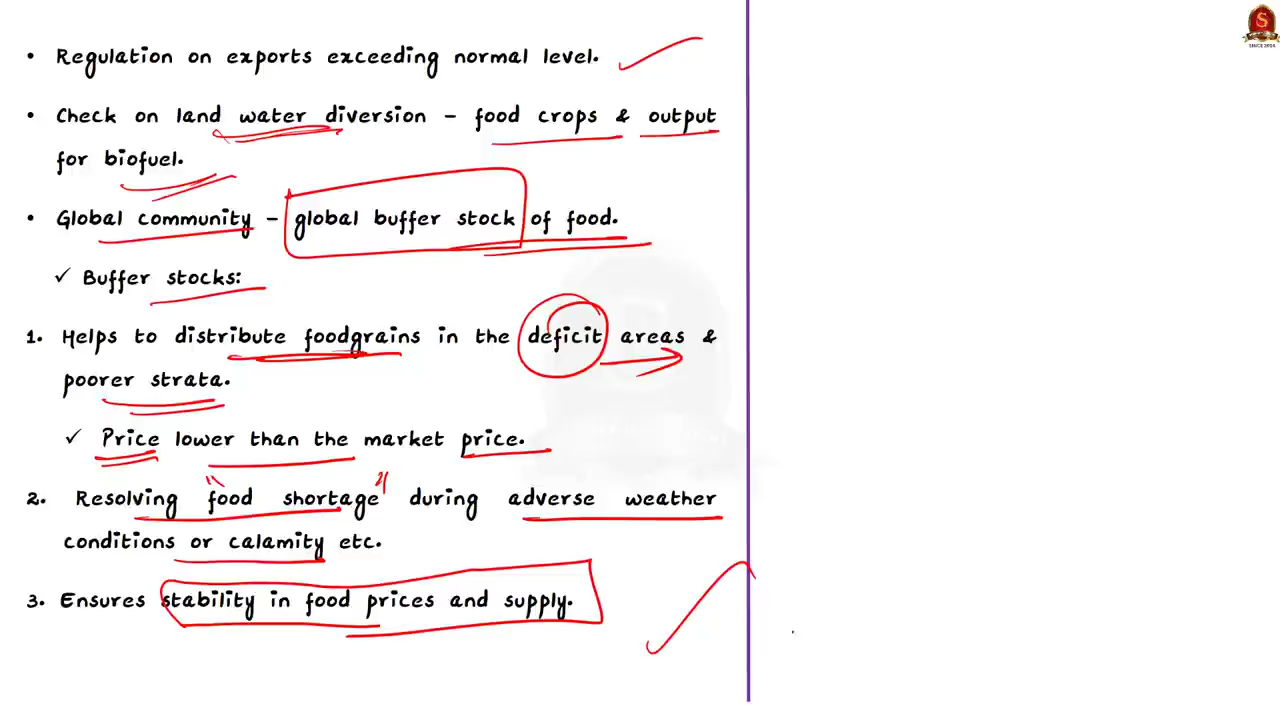 • Regulation on exports exceeding normal level.
• Check on land water diversion – food crops & output
for biofuel.
• Global community – global buffer stock of food.
✓ Buffer stocks:
1. Helps to distribute foodgrains in the deficit areas &
poorer strata.
✓ Price lower than the market price.
2. Resolving "food shortage" during adverse weather
conditions or calamity etc.
3. Ensures stability in food prices and supply.
S
SINCE 2004